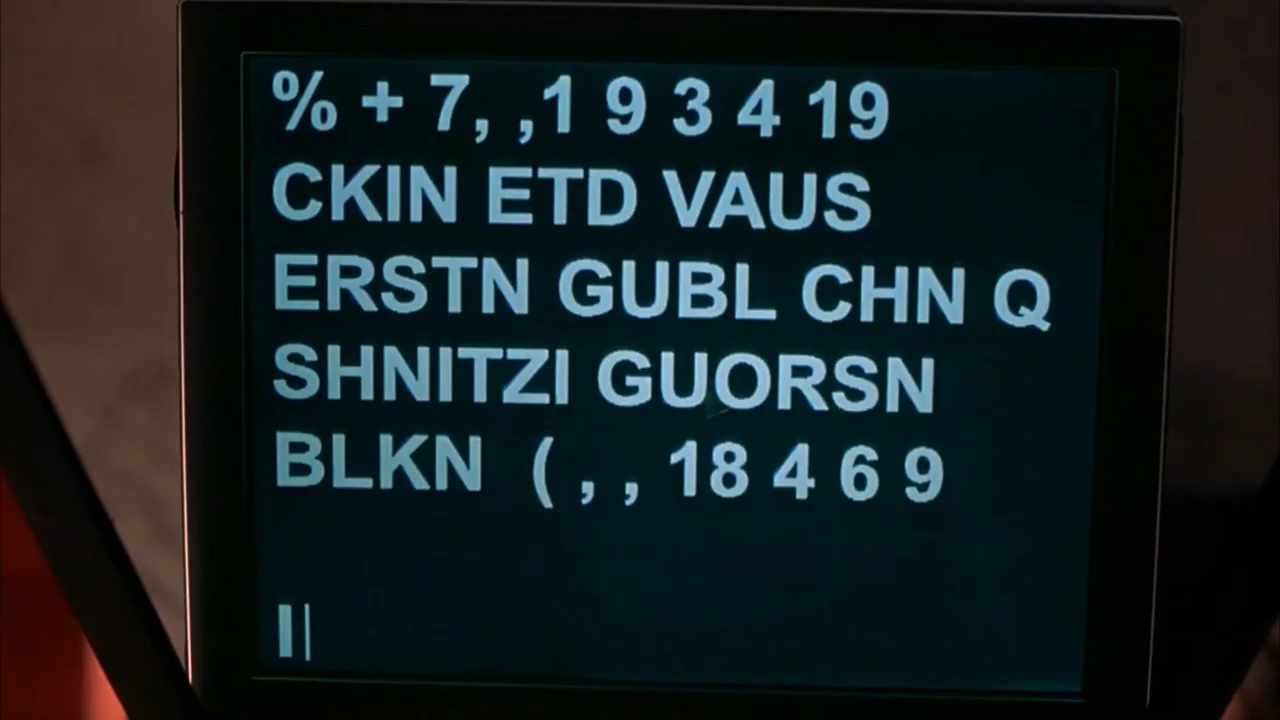 % + 7, ,1 9 3 4 19
CKIN ETD VAUS
ERSTN GUBL CHN Q
SHNITZI GUORSN
BLKN ( , , 18 4 6 9